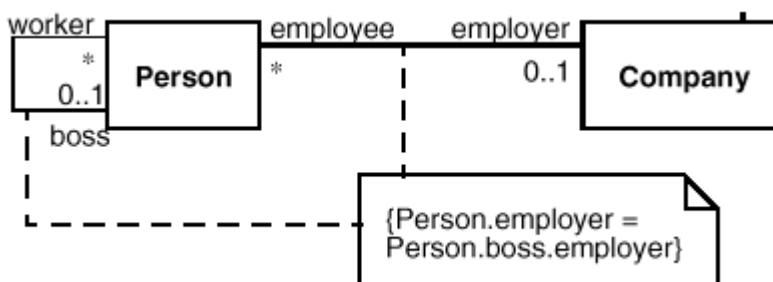 worker
employee
employer
*
Person
*
0..1
Company
0..1
boss
{Person.employer =
Person.boss.employer}